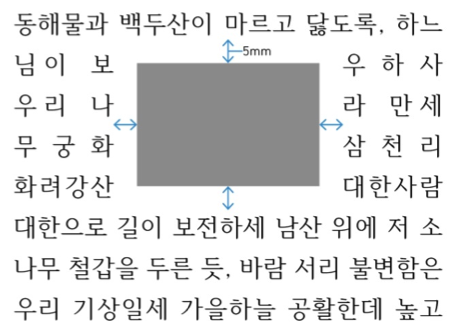 동해물과 백두산이 마르고 닳도록, 하느
5mm
님이 보 우 하 사
우리 나 라 만 세
무 궁 화 삼 천 리
화려강산 대한사람
대한으로 길이 보전하세 남산 위에 저 소
나무 철갑을 두른 듯, 바람 서리 불변함은
우리 기상일세 가을하늘 공활한데 높고